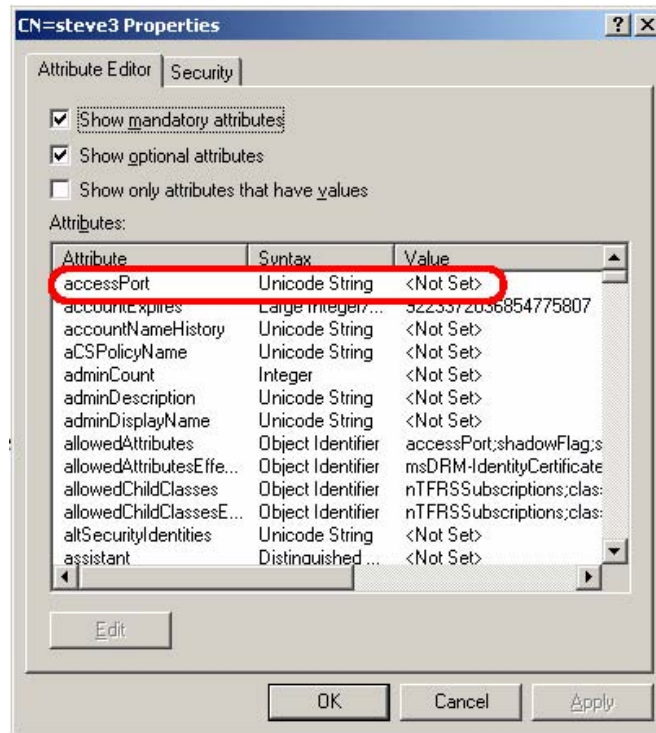 CN=steve3 Properties
Attribute Editor Security
Show mandatory attributes
Show optional attributes
Show only attributes that have values
Attributes:
Attribute Syntax Value
accessPort Unicode String <Not Set>
accountExpires Large Integer/... 9223372036854775807
accountNameHistory Unicode String <Not Set>
aCSPolicyName Unicode String <Not Set>
adminCount Integer <Not Set>
adminDescription Unicode String <Not Set>
adminDisplayName Unicode String <Not Set>
allowedAttributes Object Identifier accessPort;shadowFlag;s
allowedAttributesEffe... Object Identifier msDRM-IdentityCertificate
allowedChildClasses Object Identifier nTFRSSubscriptions;clas
allowedChildClassesE... Object Identifier nTFRSSubscriptions;clas
altSecurityIdentities Unicode String <Not Set>
assistant Distinguished ... <Not Set>
Edit
OK Cancel Apply